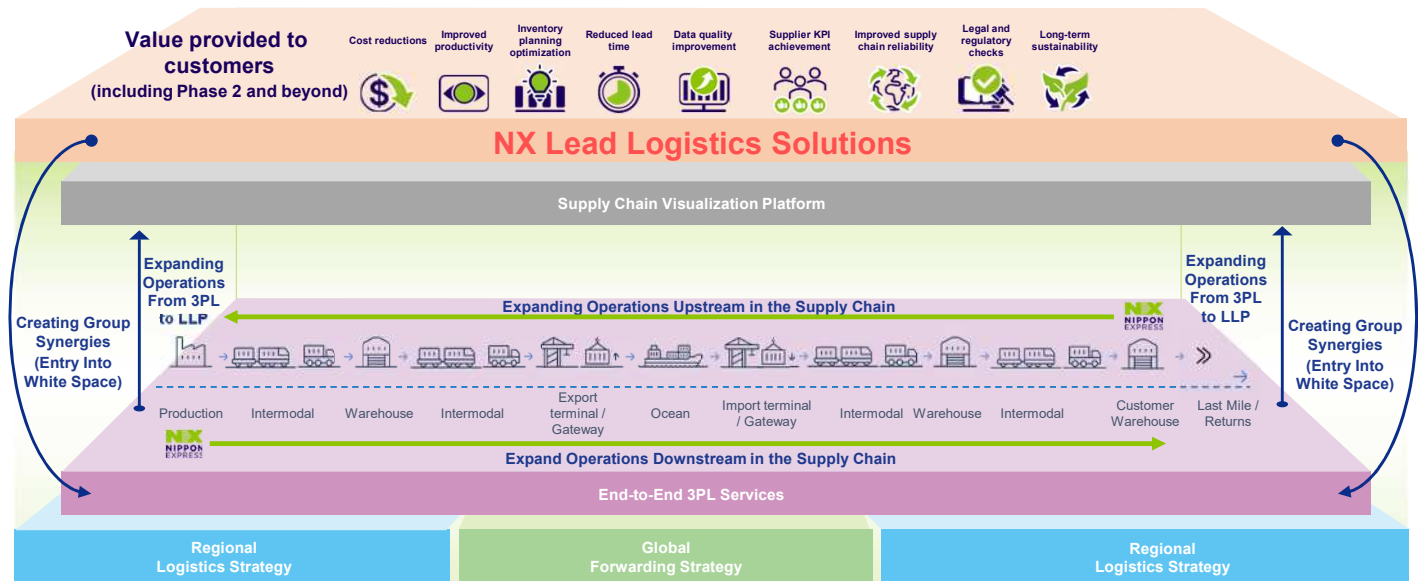 Value provided to
customers
(including Phase 2 and beyond)
Cost reductions
Improved
productivity
Inventory
planning
optimization
Reduced lead
time
Data quality
improvement
Supplier KPI
achievement
Improved supply
chain reliability
Legal and
regulatory
checks
Long-term
sustainability
NX Lead Logistics Solutions
Supply Chain Visualization Platform
Expanding
Operations
From 3PL
to LLP
Expanding
Operations
From 3PL
to LLP
Creating Group
Synergies
(Entry Into
White Space)
Creating Group
Synergies
(Entry Into
White Space)
Expanding Operations Upstream in the Supply Chain
NX
NIPPON
EXPRESS
Production
Intermodal
Warehouse
Intermodal
Export
terminal /
Gateway
Ocean
Import terminal
/ Gateway
Intermodal
Warehouse
Intermodal
Customer
Warehouse
Last Mile /
Returns
NX
NIPPON
EXPRESS
Expand Operations Downstream in the Supply Chain
End-to-End 3PL Services
Regional
Logistics Strategy
Global
Forwarding Strategy
Regional
Logistics Strategy